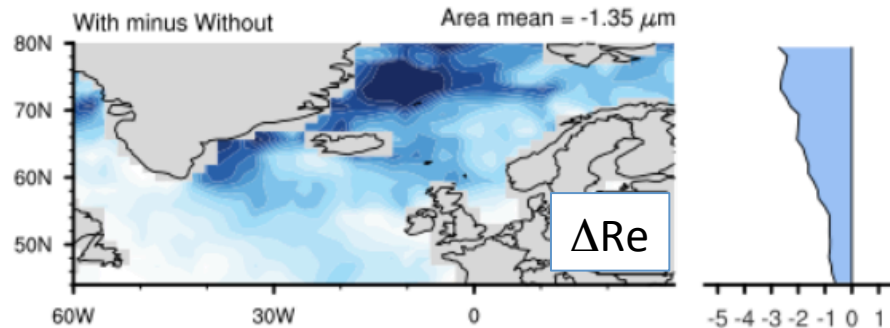 With minus Without
Area mean = -1.35 μm
80N
70N
60N
50N
ΔRe
60W 30W 0
-5 -4 -3 -2 -1 0 1